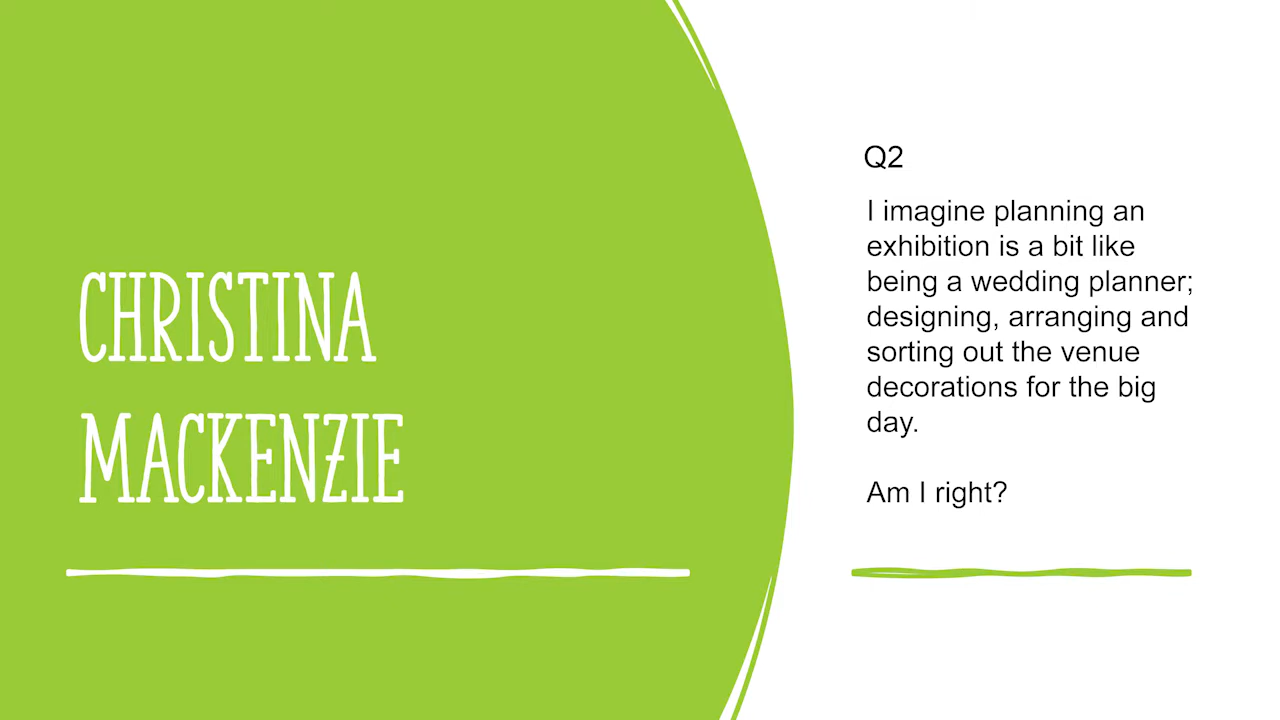 CHRISTINA
MACKENZIE
Q2
I imagine planning an
exhibition is a bit like
being a wedding planner;
designing, arranging and
sorting out the venue
decorations for the big
day.
Am I right?